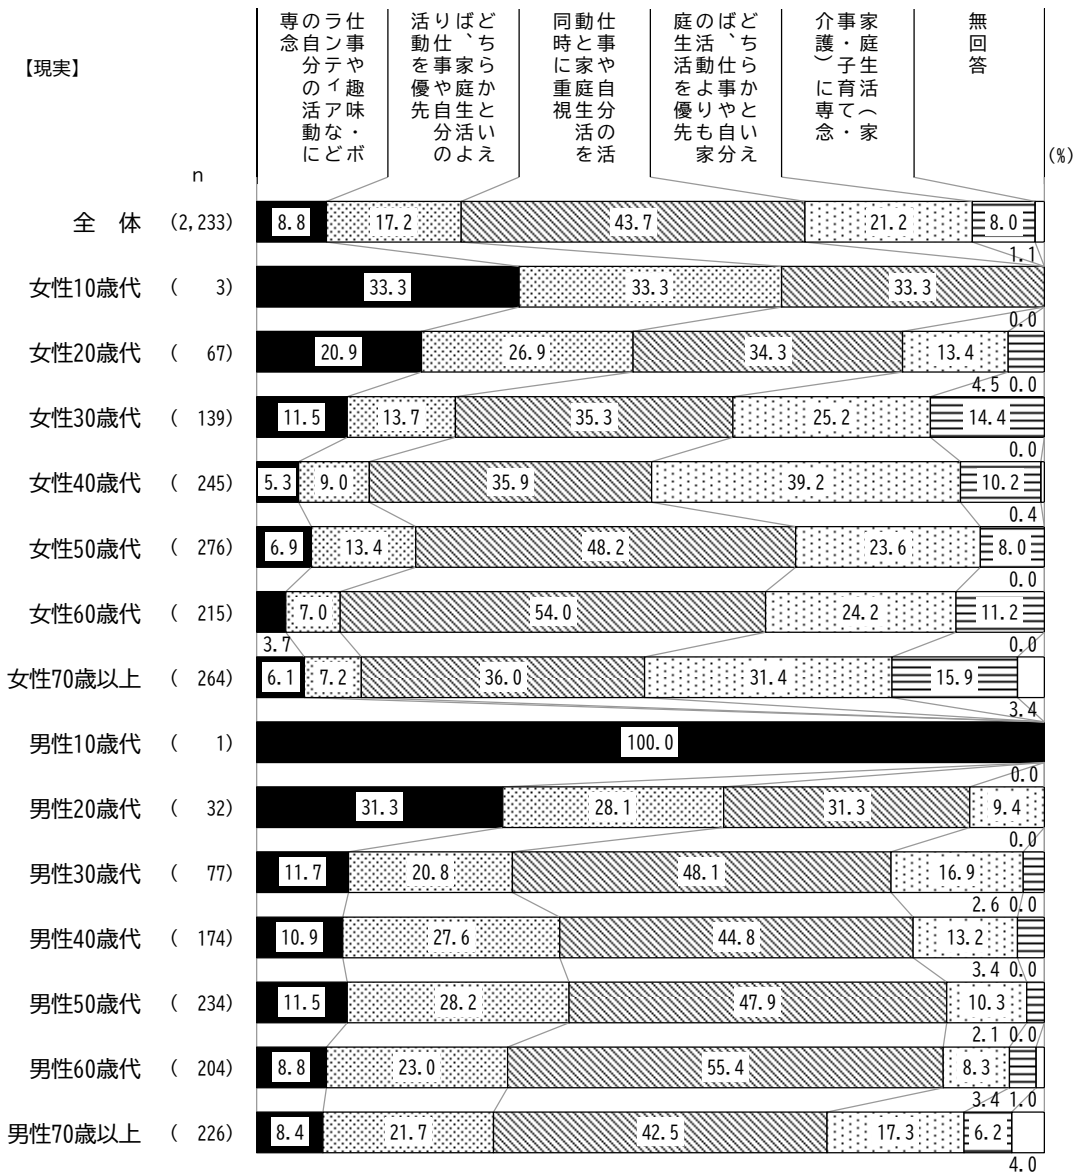 【現実】
仕事や趣味・ボ
ランティアなど
の自分の活動に
専念
どちらかといえ
ば、家庭生活よ
り仕事や自分の
活動を優先
仕事や自分の活
動と家庭生活を
同時に重視
どちらかといえ
ば、仕事や自分
の活動よりも家
庭生活を優先
家庭生活（家
事・子育て・
介護）に専念
無回答
(%)
n
全 体 (2,233) 8.8 17.2 43.7 21.2 8.0
1.1
女性10歳代 ( 3) 33.3 33.3 33.3
0.0
女性20歳代 ( 67) 20.9 26.9 34.3 13.4
4.5 0.0
女性30歳代 ( 139) 11.5 13.7 35.3 25.2 14.4
0.0
女性40歳代 ( 245) 5.3 9.0 35.9 39.2 10.2
0.4
女性50歳代 ( 276) 6.9 13.4 48.2 23.6 8.0
0.0
女性60歳代 ( 215) 7.0 54.0 24.2 11.2
3.7 0.0
女性70歳以上 ( 264) 6.1 7.2 36.0 31.4 15.9
3.4
男性10歳代 ( 1) 100.0
0.0
男性20歳代 ( 32) 31.3 28.1 31.3 9.4
0.0
男性30歳代 ( 77) 11.7 20.8 48.1 16.9
2.6 0.0
男性40歳代 ( 174) 10.9 27.6 44.8 13.2
3.4 0.0
男性50歳代 ( 234) 11.5 28.2 47.9 10.3
2.1 0.0
男性60歳代 ( 204) 8.8 23.0 55.4 8.3
3.4 1.0
男性70歳以上 ( 226) 8.4 21.7 42.5 17.3 6.2
4.0